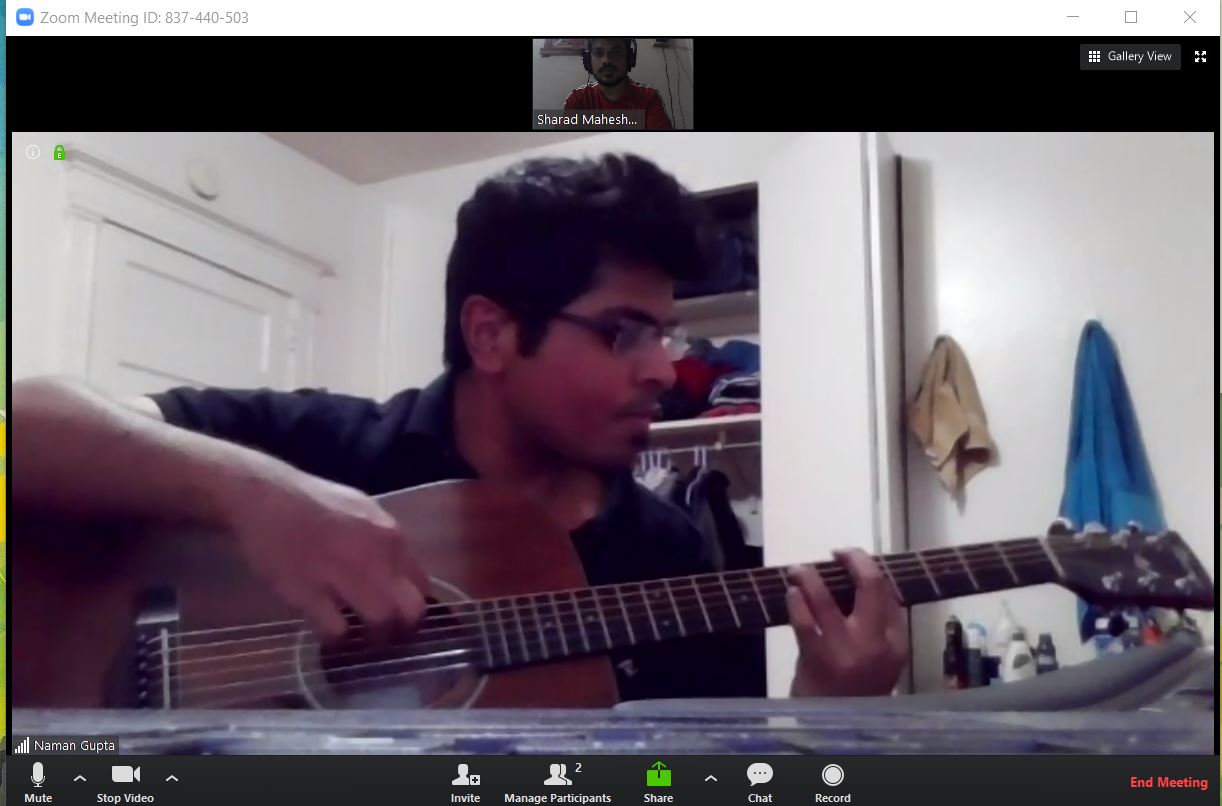 Zoom Meeting ID: 837-440-503
Gallery View
Sharad Mahesh...
E
Naman Gupta
Mute
Stop Video
Invite
2
Manage Participants
Share
Chat
Record
End Meeting